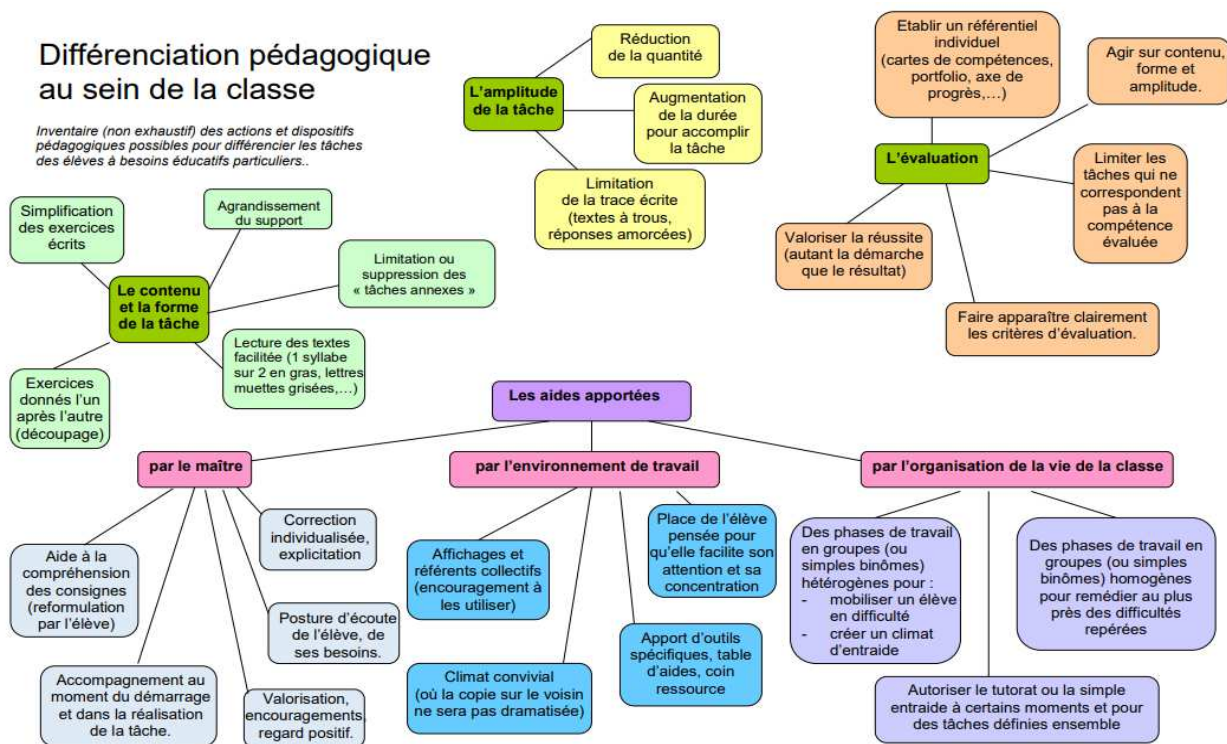 Différenciation pédagogique
au sein de la classe
Inventaire (non exhaustif) des actions et dispositifs
pédagogiques possibles pour différencier les tâches
des élèves à besoins éducatifs particuliers..
Le contenu
et la forme
de la tâche
Simplification
des exercices
écrits
Agrandissement
du support
Limitation ou
suppression des
« tâches annexes »
Lecture des textes
facilitée (1 syllabe
sur 2 en gras, lettres
muettes grisées,…)
Exercices
donnés l'un
après l'autre
(découpage)
L'amplitude
de la tâche
Réduction
de la quantité
Augmentation
de la durée
pour accomplir
la tâche
Limitation
de la trace écrite
(textes à trous,
réponses amorcées)
L'évaluation
Etablir un référentiel
individuel
(cartes de compétences,
portfolio, axe de
progrès,…)
Agir sur contenu,
forme et
amplitude.
Limiter les
tâches qui ne
correspondent
pas à la
compétence
évaluée
Valoriser la réussite
(autant la démarche
que le résultat)
Faire apparaître clairement
les critères d'évaluation.
Les aides apportées
par le maître
Correction
individualisée,
explicitation
Aide à la
compréhension
des consignes
(reformulation
par l'élève)
Posture d'écoute
de l'élève, de
ses besoins.
Accompagnement au
moment du démarrage
et dans la réalisation
de la tâche.
Valorisation,
encouragements,
regard positif.
par l'environnement de travail
Affichages et
référents collectifs
(encouragement à
les utiliser)
Place de l'élève
pensée pour
qu'elle facilite son
attention et sa
concentration
Climat convivial
(où la copie sur le voisin
ne sera pas dramatisée)
Apport d'outils
spécifiques, table
d'aides, coin
ressource
par l'organisation de la vie de la classe
Des phases de travail
en groupes (ou
simples binômes)
hétérogènes pour :
- mobiliser un élève
en difficulté
- créer un climat
d'entraide
Des phases de travail en
groupes (ou simples
binômes) homogènes
pour remédier au plus
près des difficultés
repérées
Autoriser le tutorat ou la simple
entraide à certains moments et pour
des tâches définies ensemble